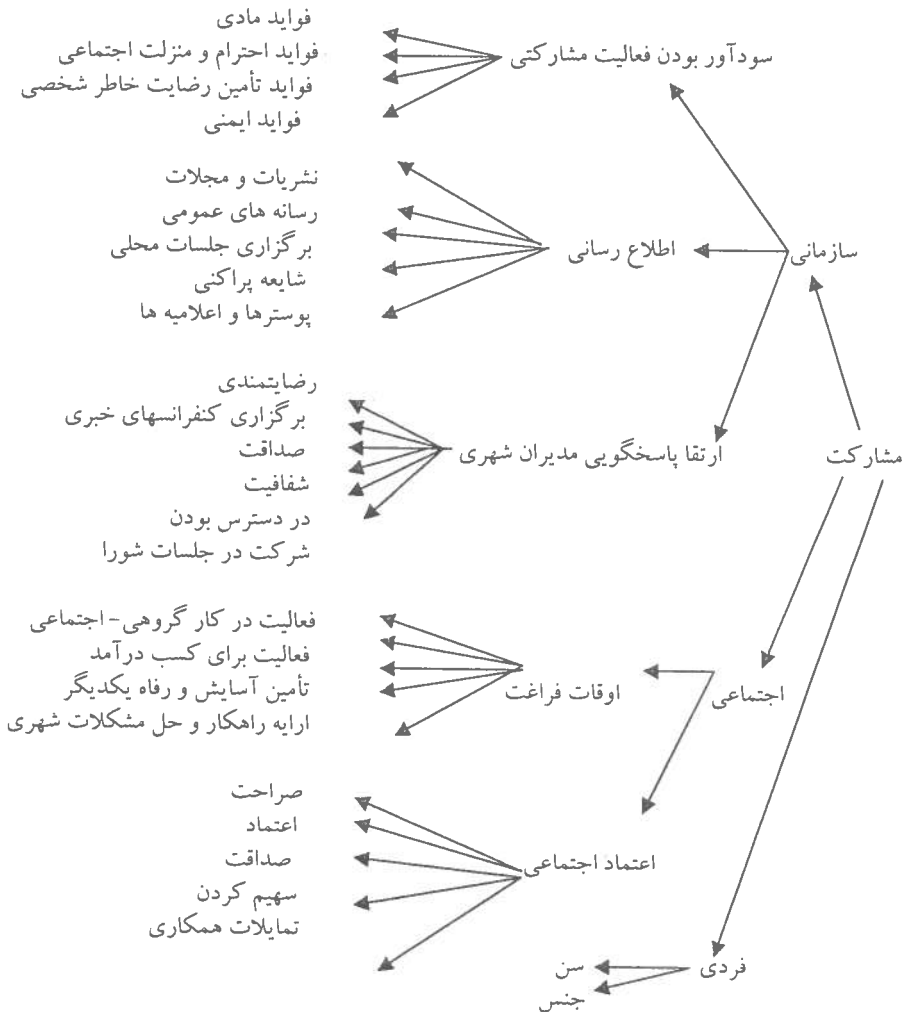 فواید مادی
فواید احترام و منزلت اجتماعی
سودآور بودن فعالیت مشارکتی
فواید تأمین رضایت خاطر شخصی
فواید ایمنی
نشریات و مجلات
رسانه های عمومی
سازمانی
اطلاع رسانی
برگزاری جلسات محلی
شایعه پراکنی
پوسترها و اعلامیه ها
رضایتمندی
برگزاری کنفرانسهای خبری
مشارکت
ارتقا پاسخگویی مدیران شهری
صداقت
شفافیت
در دسترس بودن
شرکت در جلسات شورا
فعالیت در کار گروهی- اجتماعی
فعالیت برای کسب درآمد
اجتماعی
اوقات فراغت
تأمین آسایش و رفاه یکدیگر
ارایه راهکار و حل مشکلات شهری
صراحت
اعتماد
اعتماد اجتماعی
صداقت
سهیم کردن
تمایلات همکاری
فردی
سن
جنس